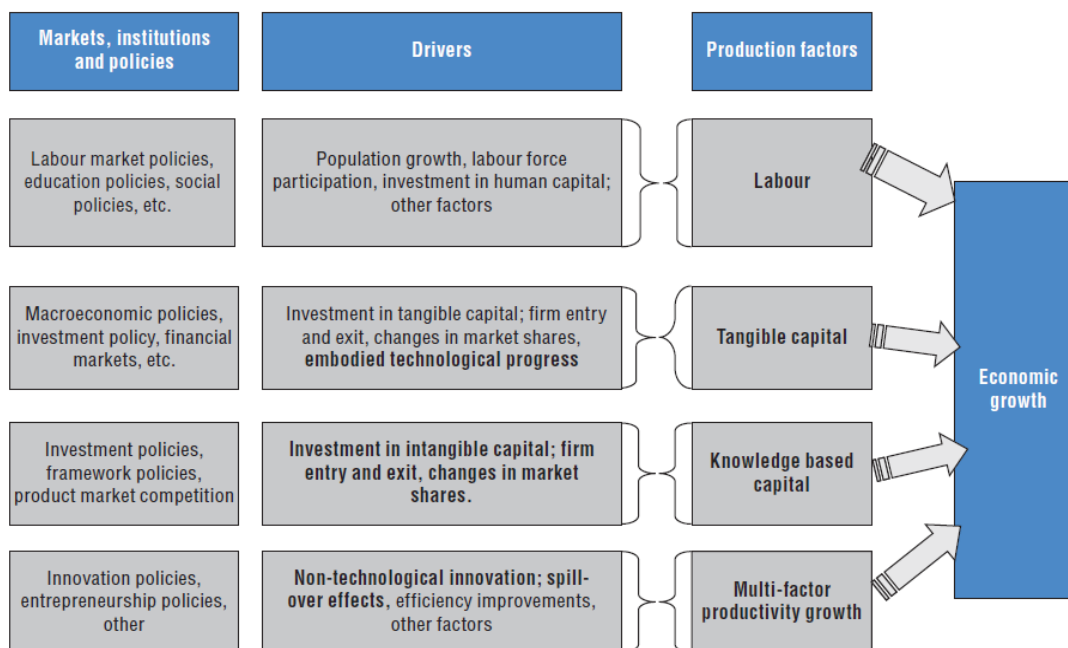 Markets, institutions
and policies
Drivers
Production factors
Labour market policies,
education policies, social
policies, etc.
Population growth, labour force
participation, investment in human capital;
other factors
Labour
Macroeconomic policies,
investment policy, financial
markets, etc.
Investment in tangible capital; firm entry
and exit, changes in market shares,
embodied technological progress
Tangible capital
Economic
growth
Investment policies,
framework policies,
product market competition
Investment in intangible capital; firm
entry and exit, changes in market
shares.
Knowledge based
capital
Innovation policies,
entrepreneurship policies,
other
Non-technological innovation; spill-
over effects, efficiency improvements,
other factors
Multi-factor
productivity growth